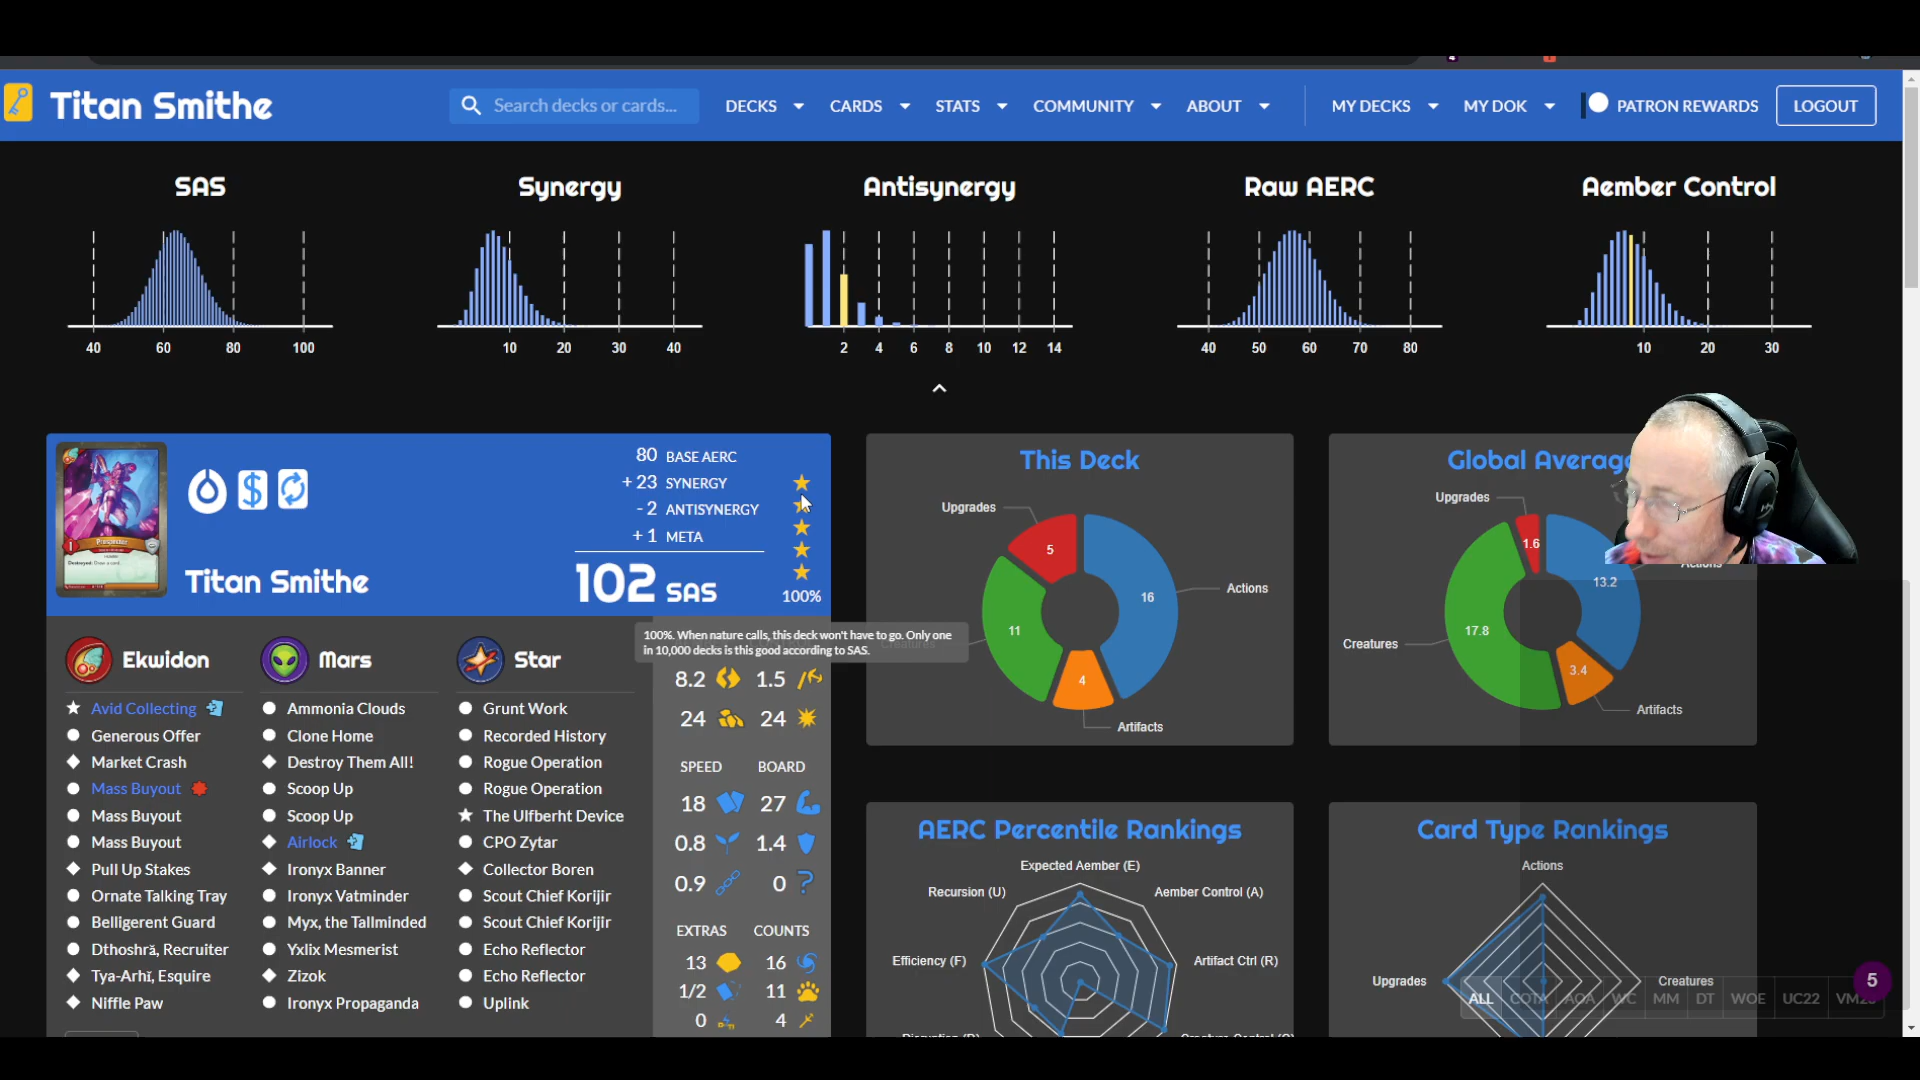 Titan Smithe
Search decks or cards...
DECKS
CARDS
STATS
COMMUNITY
ABOUT
MY DECKS
MY DOK
PATRON REWARDS
LOGOUT
SAS
Synergy
Antisynergy
Raw AERC
Aember Control
40 60 80 100
10 20 30 40
2 4 6 8 10 12 14
40 50 60 70 80
10 20 30
80 BASE AERC
+ 23 SYNERGY
- 2 ANTISYNERGY
+ 1 META
102 SAS
100%
Titan Smithe
100%. When nature calls, this deck won't have to go. Only one
in 10,000 decks is this good according to SAS.
Ekwidon
Avid Collecting
Generous Offer
Market Crash
Mass Buyout
Mass Buyout
Mass Buyout
Pull Up Stakes
Ornate Talking Tray
Belligerent Guard
Dthoshră, Recruiter
Tya-Arhĭ, Esquire
Niffle Paw
Mars
Ammonia Clouds
Clone Home
Destroy Them All!
Scoop Up
Scoop Up
Airlock
Ironyx Banner
Ironyx Vatminder
Myx, the Tallminded
Yxlix Mesmerist
Zizok
Ironyx Propaganda
Star
Grunt Work
Recorded History
Rogue Operation
Rogue Operation
The Ulfberht Device
CPO Zytar
Collector Boren
Scout Chief Korijir
Scout Chief Korijir
Echo Reflector
Echo Reflector
Uplink
8.2 1.5
24 24
SPEED BOARD
18 27
0.8 1.4
0.9 0 ?
EXTRAS COUNTS
13 16
1/2 11
0 4
This Deck
Upgrades
5
16
Actions
11
Creatures
4
Artifacts
Global Averag
Upgrades
1.6
13.2
Actions
17.8
Creatures
3.4
Artifacts
AERC Percentile Rankings
Expected Aember (E)
Recursion (U)
Aember Control (A)
Efficiency (F)
Artifact Ctrl (R)
Card Type Rankings
Actions
Upgrades
Creatures
ALL COTA AOA WC MM DT WOE UC22
5